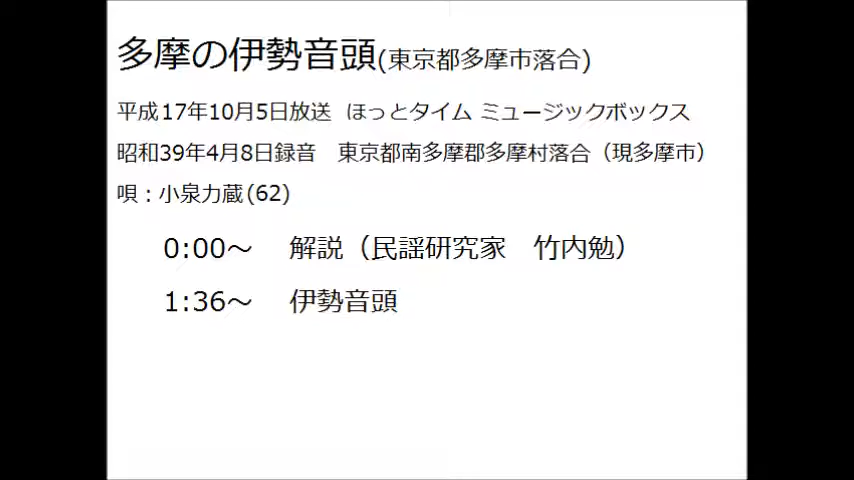 多摩の伊勢音頭(東京都多摩市落合)
平成17年10月5日放送 ほっとタイム ミュージックボックス
昭和39年4月8日録音 東京都南多摩郡多摩村落合（現多摩市）
唄：小泉力蔵(62)
0:00～ 解説（民謡研究家 竹内勉）
1:36～ 伊勢音頭